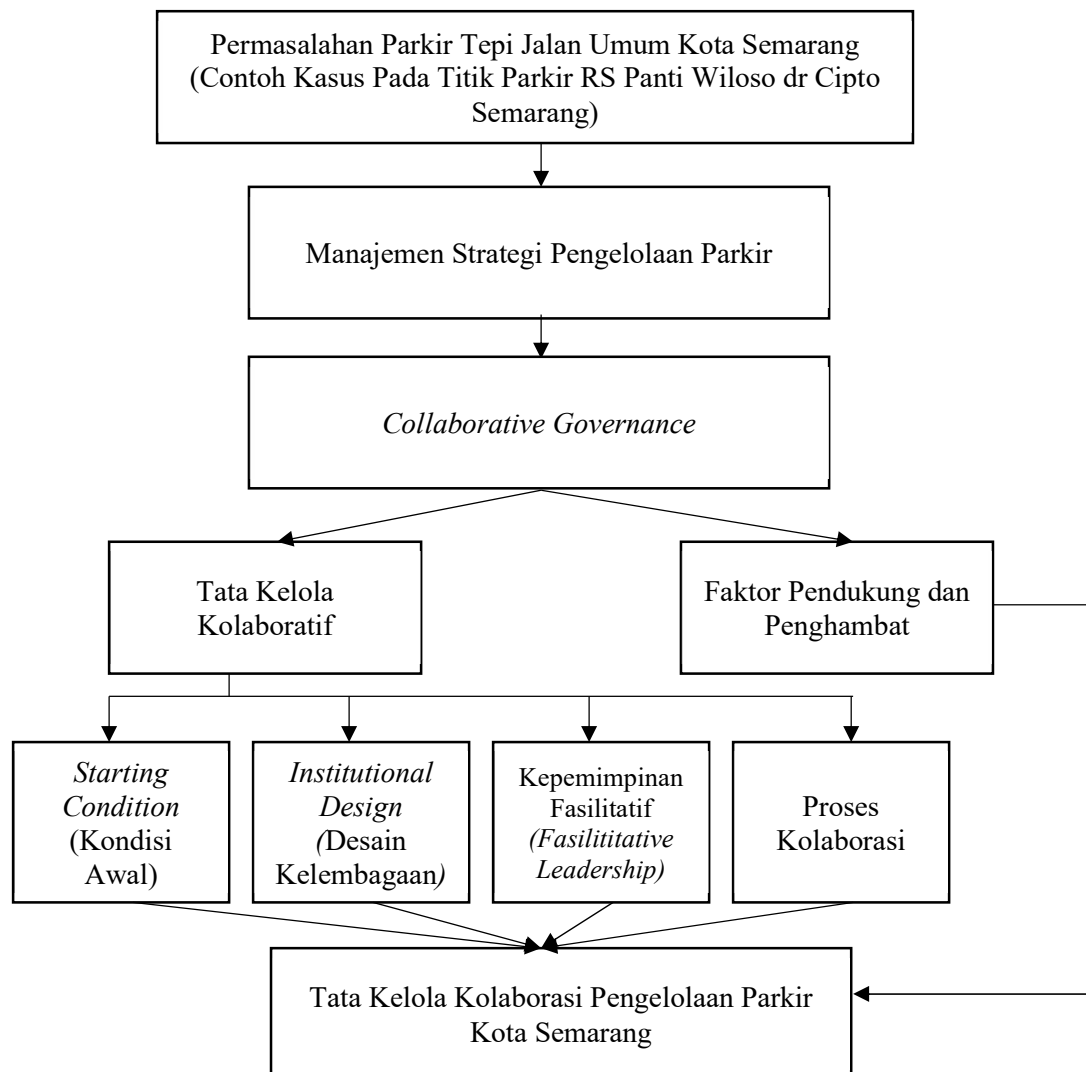 Permasalahan Parkir Tepi Jalan Umum Kota Semarang
(Contoh Kasus Pada Titik Parkir RS Panti Wiloso dr Cipto
Semarang)
Manajemen Strategi Pengelolaan Parkir
Collaborative Governance
Tata Kelola
Kolaboratif
Faktor Pendukung dan
Penghambat
Starting
Condition
(Kondisi
Awal)
Institutional
Design
(Desain
Kelembagaan)
Kepemimpinan
Fasilitatif
(Fasilititative
Leadership)
Proses
Kolaborasi
Tata Kelola Kolaborasi Pengelolaan Parkir
Kota Semarang